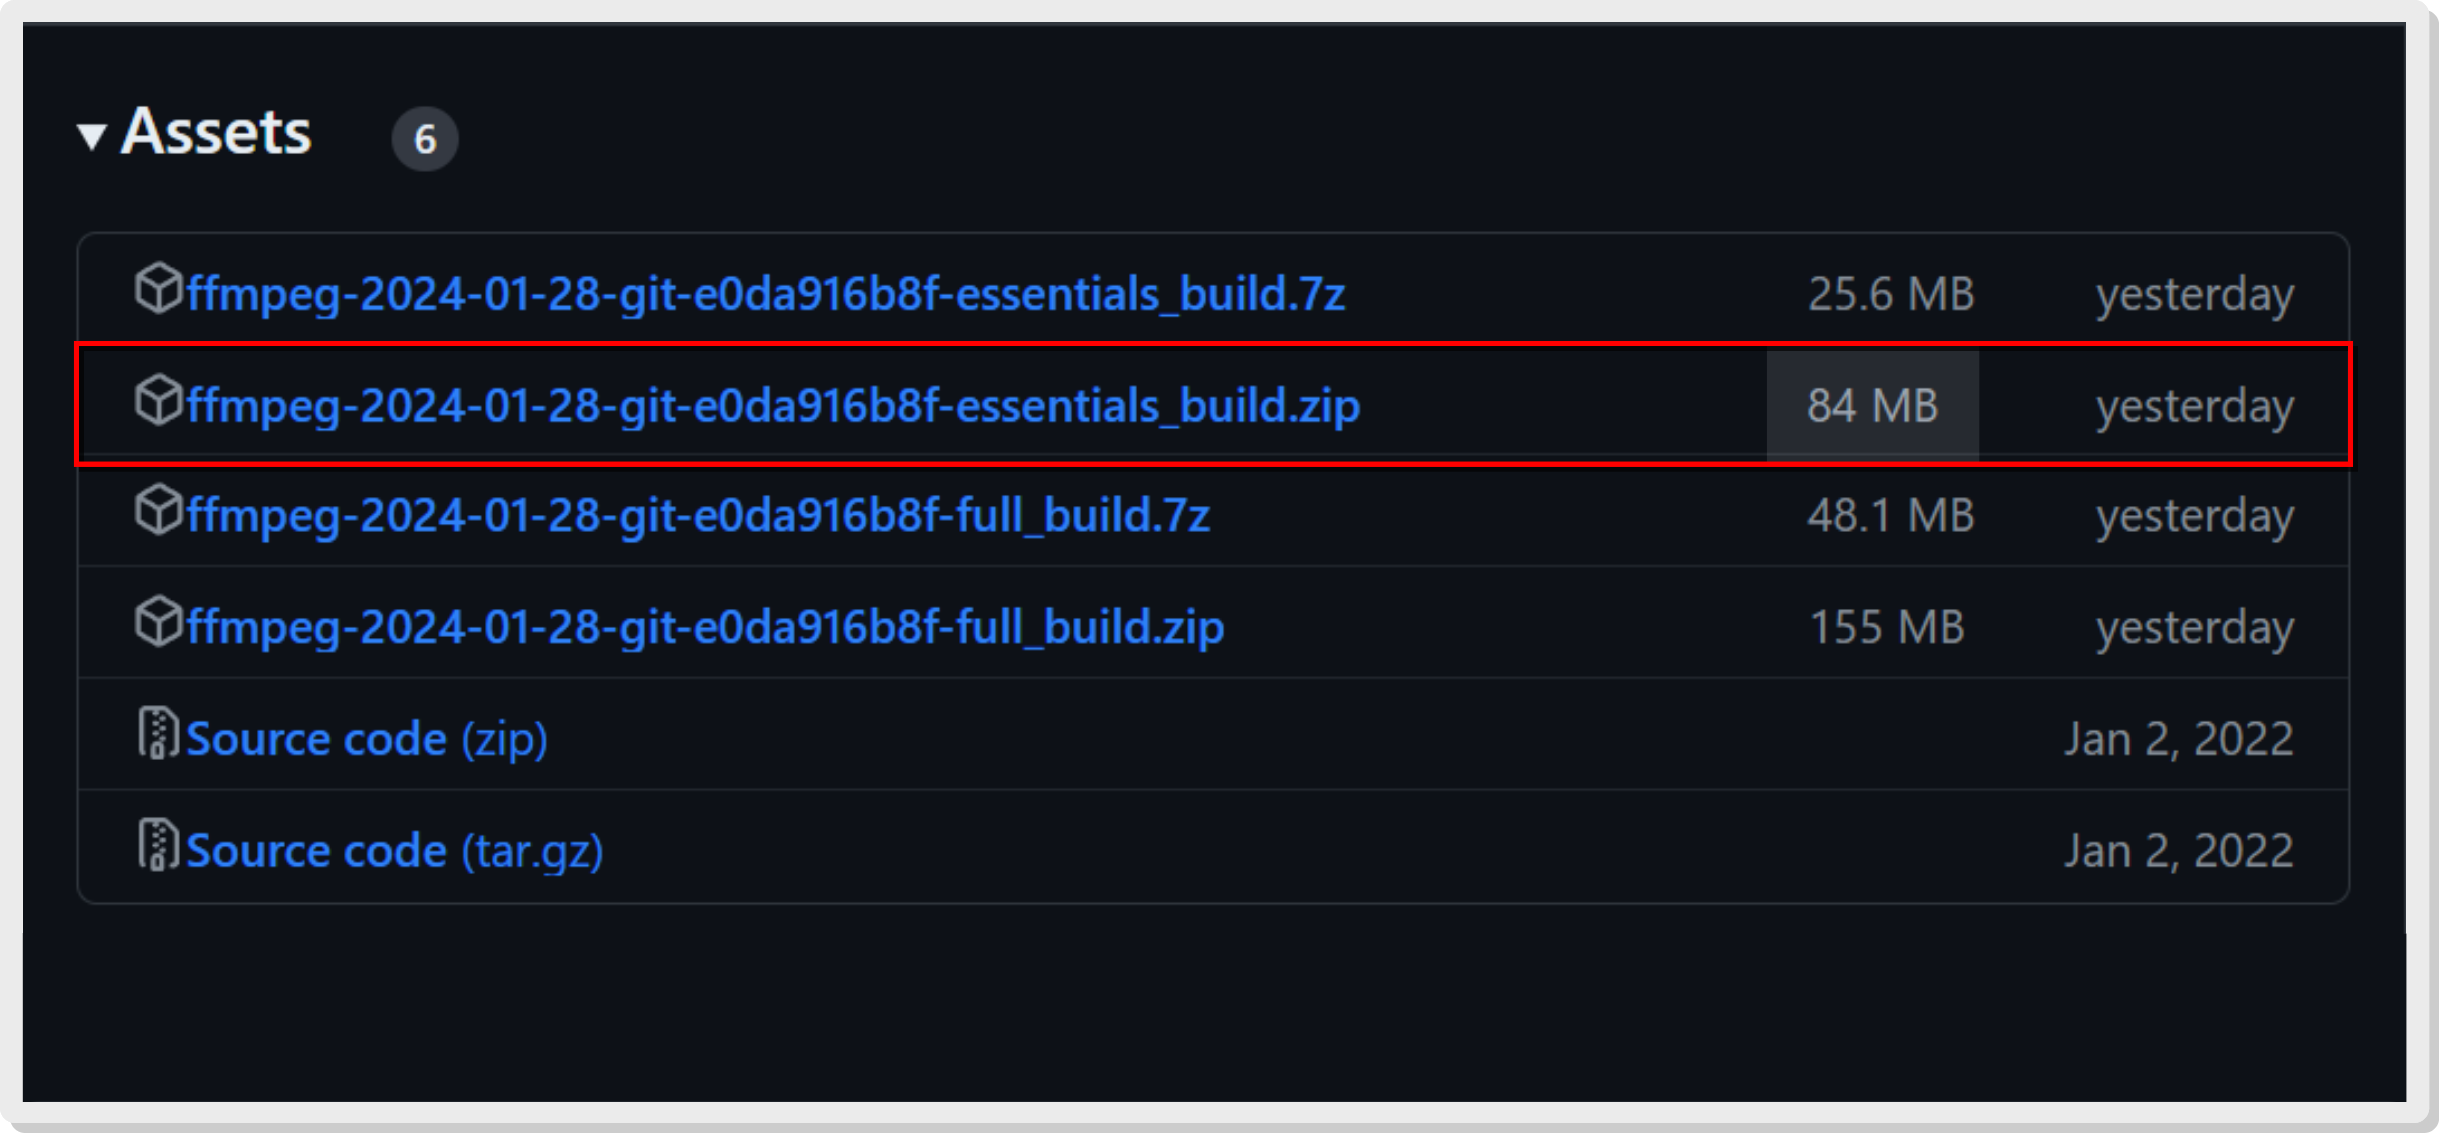 Assets 6
ffmpeg-2024-01-28-git-e0da916b8f-essentials_build.7z 25.6 MB yesterday
ffmpeg-2024-01-28-git-e0da916b8f-essentials_build.zip 84 MB yesterday
ffmpeg-2024-01-28-git-e0da916b8f-full_build.7z 48.1 MB yesterday
ffmpeg-2024-01-28-git-e0da916b8f-full_build.zip 155 MB yesterday
Source code (zip) Jan 2, 2022
Source code (tar.gz) Jan 2, 2022